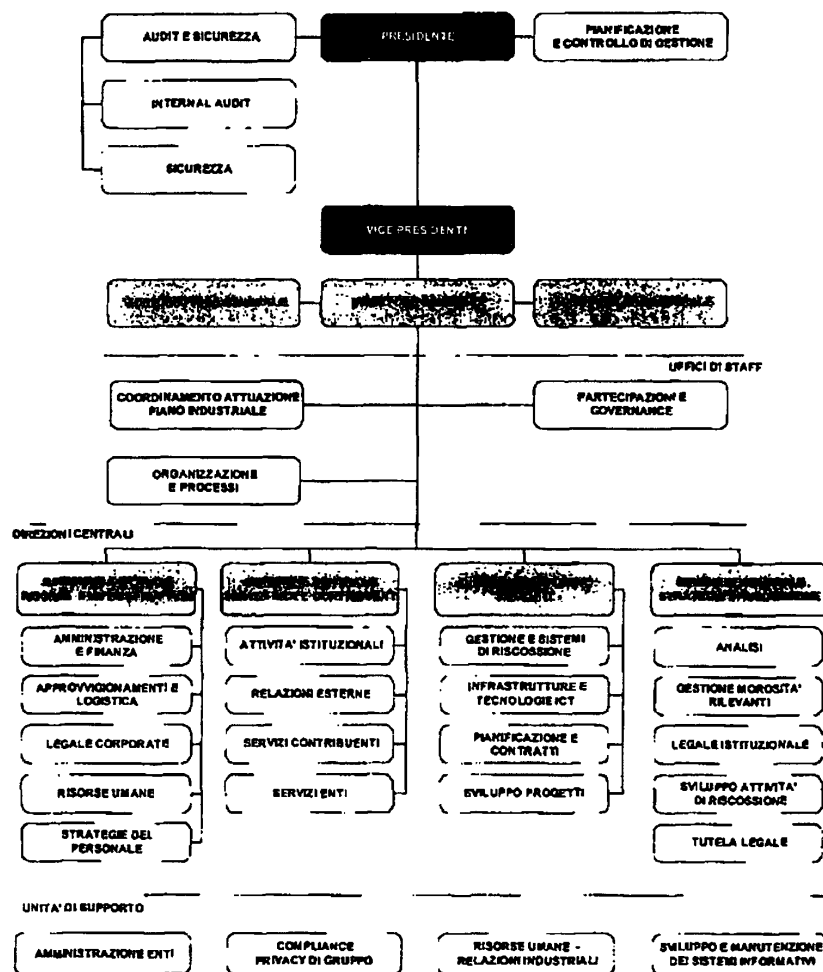 AUDIT E SICUREZZA
PRESIDENTE
PIANIFICAZIONE
E CONTROLLO DI GESTIONE
INTERNAL AUDIT
SICUREZZA
VICE PRESIDENTI
UFFICI DI STAFF
COORDINAMENTO ATTUAZIONE
PIANO INDUSTRIALE
PARTECIPAZIONI E
GOVERNANCE
ORGANIZZAZIONE
E PROCESSI
DIREZIONI CENTRALI
AMMINISTRAZIONE
E FINANZA
ATTIVITA' ISTITUZIONALI
GESTIONE E SISTEMI
DI RISCOSSIONE
ANALISI
APPROVVIGIONAMENTI E
LOGISTICA
RELAZIONI ESTERNE
INFRASTRUTTURE E
TECNOLOGIE ICT
GESTIONE MOROSITA'
RILEVANTI
LEGALE CORPORATE
SERVIZI CONTRIBUENTI
PIANIFICAZIONE E
CONTRATTI
LEGALE ISTITUZIONALE
RISORSE UMANE
SERVIZI ENTI
SVILUPPO PROGETTI
SVILUPPO ATTIVITA'
DI RISCOSSIONE
STRATEGIE DEL
PERSONALE
TUTELA LEGALE
UNITA' DI SUPPORTO
AMMINISTRAZIONE ENTI
COMPLIANCE
PRIVACY DI GRUPPO
RISORSE UMANE -
RELAZIONI INDUSTRIALI
SVILUPPO E MANUTENZIONE
DEI SISTEMI INFORMATIVI